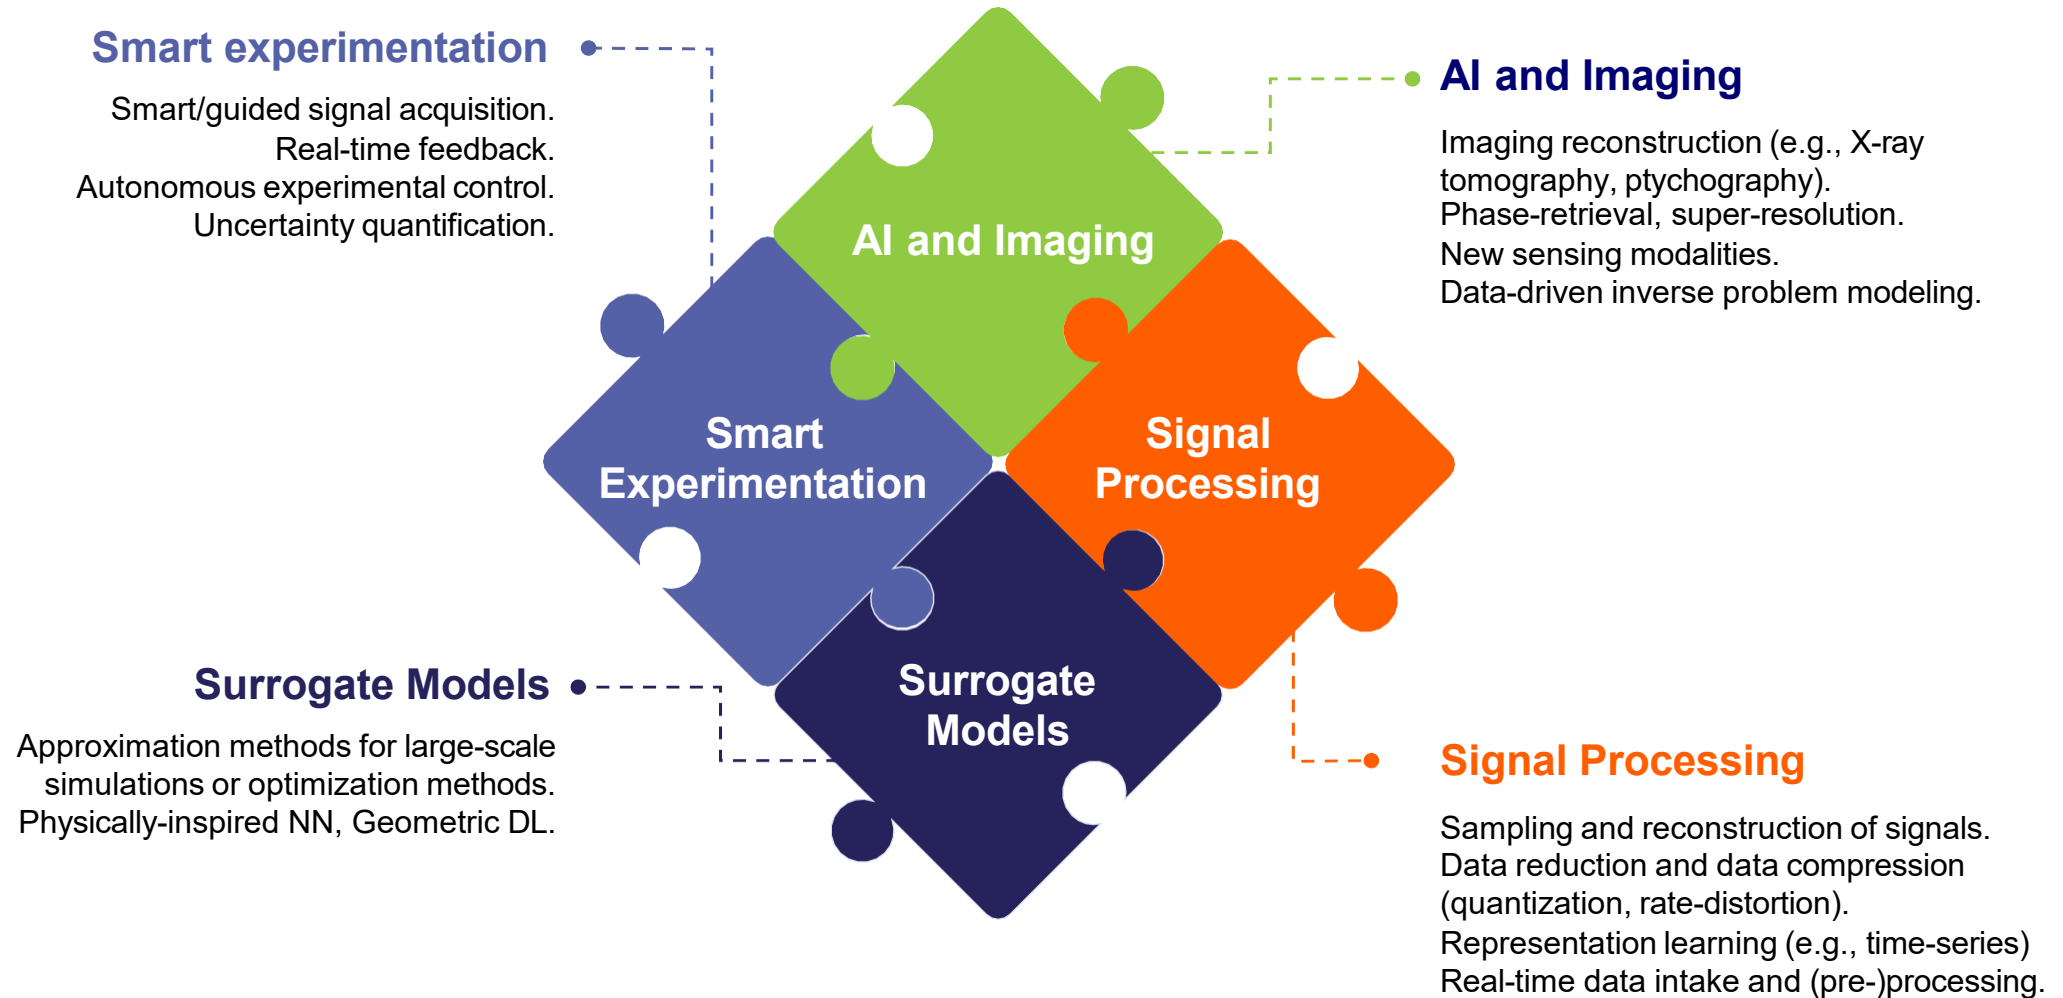 Smart experimentation
Smart/guided signal acquisition.
Real-time feedback.
Autonomous experimental control.
Uncertainty quantification.
AI and Imaging
Imaging reconstruction (e.g., X-ray
tomography, ptychography).
Phase-retrieval, super-resolution.
New sensing modalities.
Data-driven inverse problem modeling.
AI and Imaging
Smart
Experimentation
Signal
Processing
Surrogate
Models
Surrogate Models
Approximation methods for large-scale
simulations or optimization methods.
Physically-inspired NN, Geometric DL.
Signal Processing
Sampling and reconstruction of signals.
Data reduction and data compression
(quantization, rate-distortion).
Representation learning (e.g., time-series)
Real-time data intake and (pre-)processing.